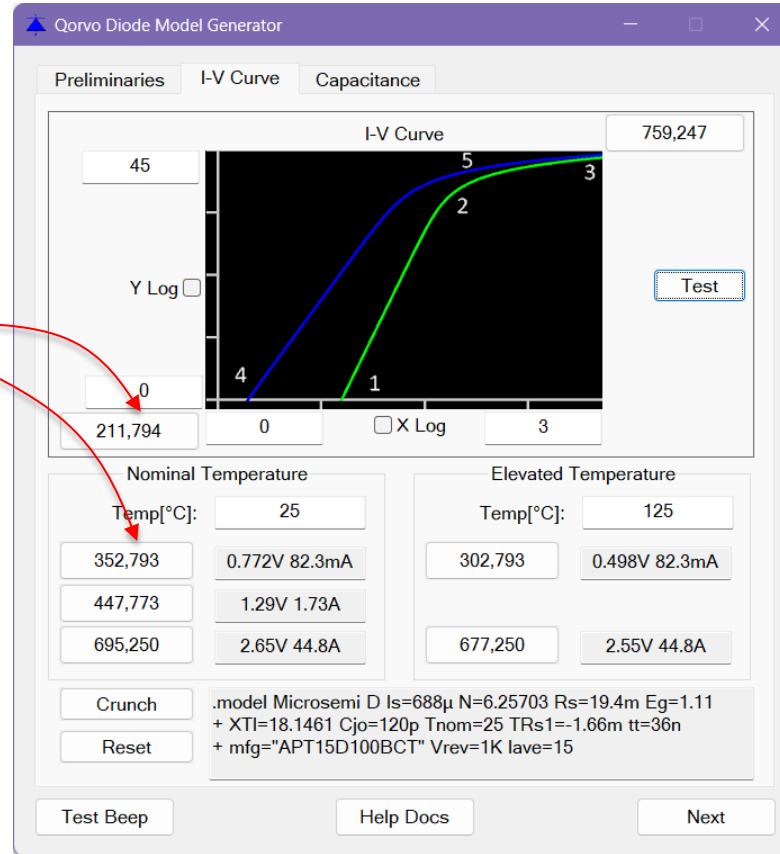 Qorvo Diode Model Generator
Preliminaries I-V Curve Capacitance
I-V Curve 759,247
45
5
3
2
Y Log Test
4
1
0
211,794 0 X Log 3
Nominal Temperature Elevated Temperature
Temp[°C]: 25 Temp[°C]: 125
352,793 0.772V 82.3mA 302,793 0.498V 82.3mA
447,773 1.29V 1.73A
695,250 2.65V 44.8A 677,250 2.55V 44.8A
Crunch .model Microsemi D Is=688μ N=6.25703 Rs=19.4m Eg=1.11
+ XTI=18.1461 Cjo=120p Tnom=25 TRs1=-1.66m tt=36n
Reset + mfg="APT15D100BCT" Vrev=1K Iave=15
Test Beep Help Docs Next